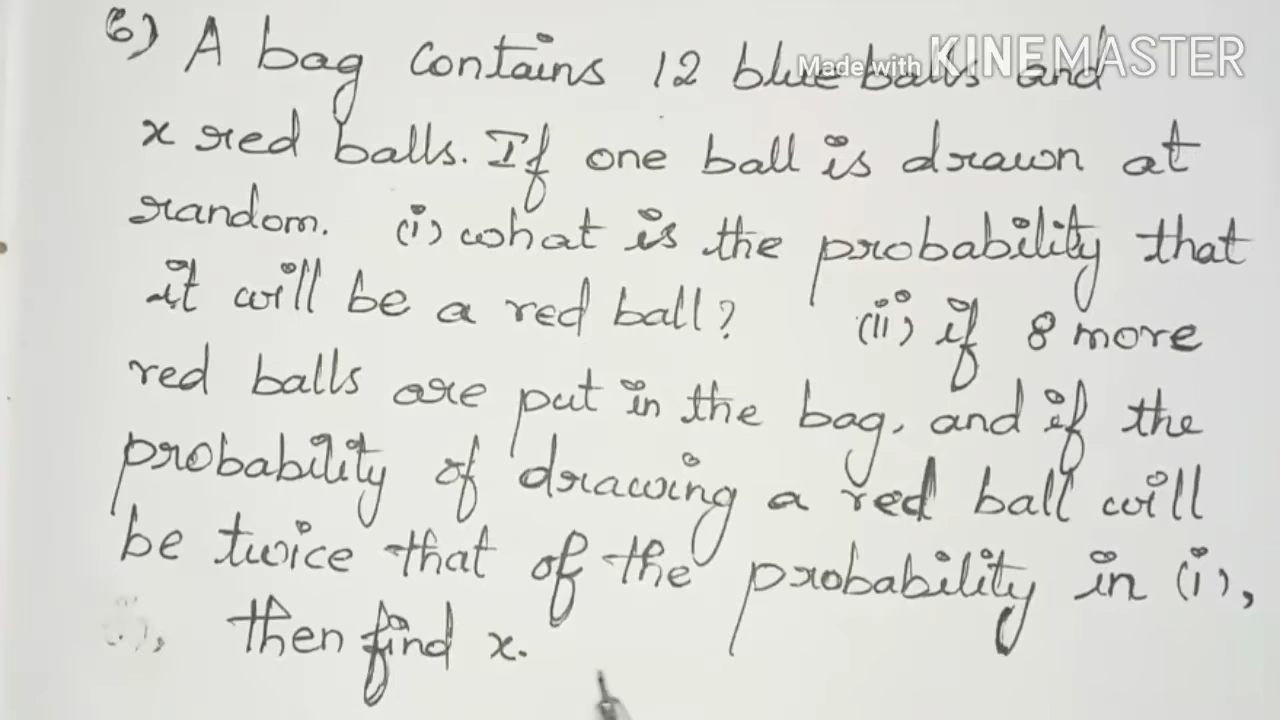 6) A bag contains 12 blue balls and
Made with KINEMASTER
x red balls. If one ball is drawn at
random. (i) what is the probability that
it will be a red ball? (ii) if 8 more
red balls are put in the bag, and if the
probability of drawing a red ball will
be twice that of the probability in (i),
then find x.